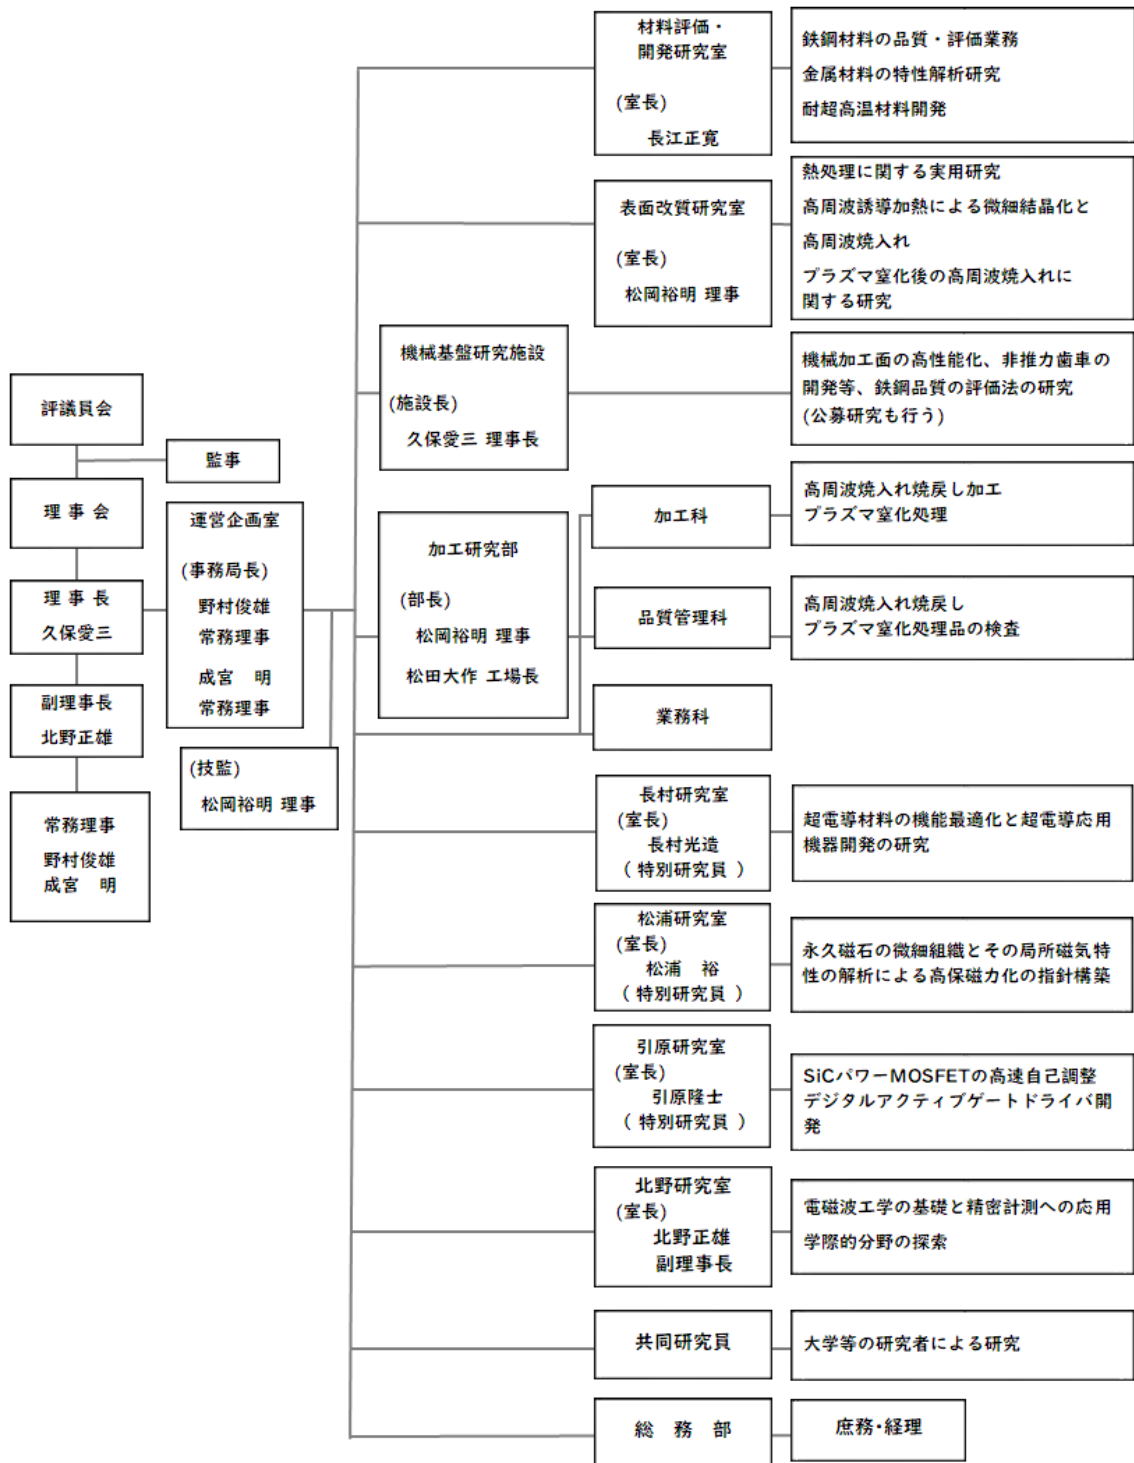 評議員会
監事
理 事 会
理 事 長
久保愛三
副理事長
北野正雄
常務理事
野村俊雄
成宮　明
運営企画室
(事務局長)
野村俊雄
常務理事
成宮　明
常務理事
(技監)
松岡裕明 理事
材料評価・
開発研究室
(室長)
長江正寛
鉄鋼材料の品質・評価業務
金属材料の特性解析研究
耐超高温材料開発
表面改質研究室
(室長)
松岡裕明 理事
熱処理に関する実用研究
高周波誘導加熱による微細結晶化と
高周波焼入れ
プラズマ窒化後の高周波焼入れに
関する研究
機械基盤研究施設
(施設長)
久保愛三 理事長
機械加工面の高性能化、非推力歯車の
開発等、鉄鋼品質の評価法の研究
(公募研究も行う)
加工研究部
(部長)
松岡裕明 理事
松田大作 工場長
加工科
高周波焼入れ焼戻し加工
プラズマ窒化処理
品質管理科
高周波焼入れ焼戻し
プラズマ窒化処理品の検査
業務科
長村研究室
(室長)
長村光造
( 特別研究員 )
超電導材料の機能最適化と超電導応用
機器開発の研究
松浦研究室
(室長)
松浦　裕
( 特別研究員 )
永久磁石の微細組織とその局所磁気特
性の解析による高保磁力化の指針構築
引原研究室
(室長)
引原隆士
( 特別研究員 )
SiCパワーMOSFETの高速自己調整
デジタルアクティブゲートドライバ開
発
北野研究室
(室長)
北野正雄
副理事長
電磁波工学の基礎と精密計測への応用
学際的分野の探索
共同研究員
大学等の研究者による研究
総　務　部
庶務・経理